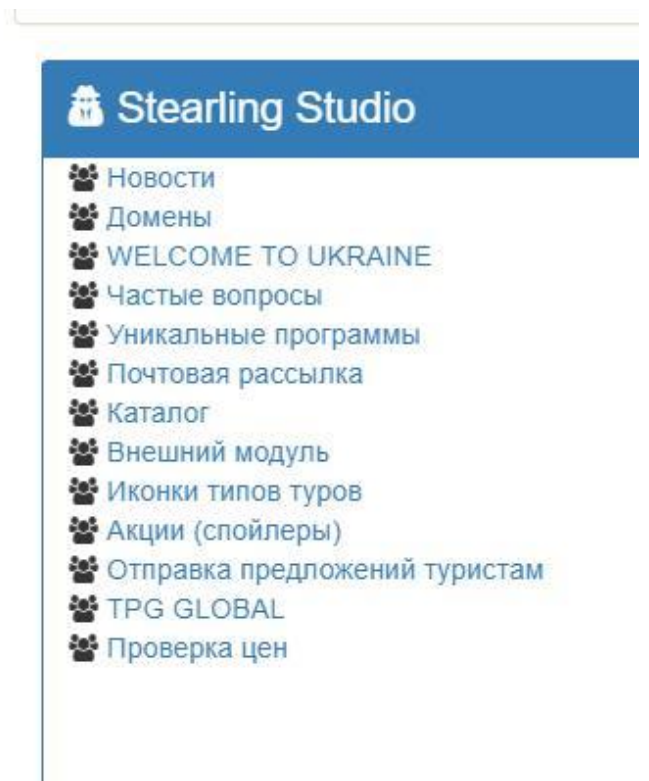 Stearling Studio
Новости
Домены
WELCOME TO UKRAINE
Частые вопросы
Уникальные программы
Почтовая рассылка
Каталог
Внешний модуль
Иконки типов туров
Акции (спойлеры)
Отправка предложений туристам
TPG GLOBAL
Проверка цен